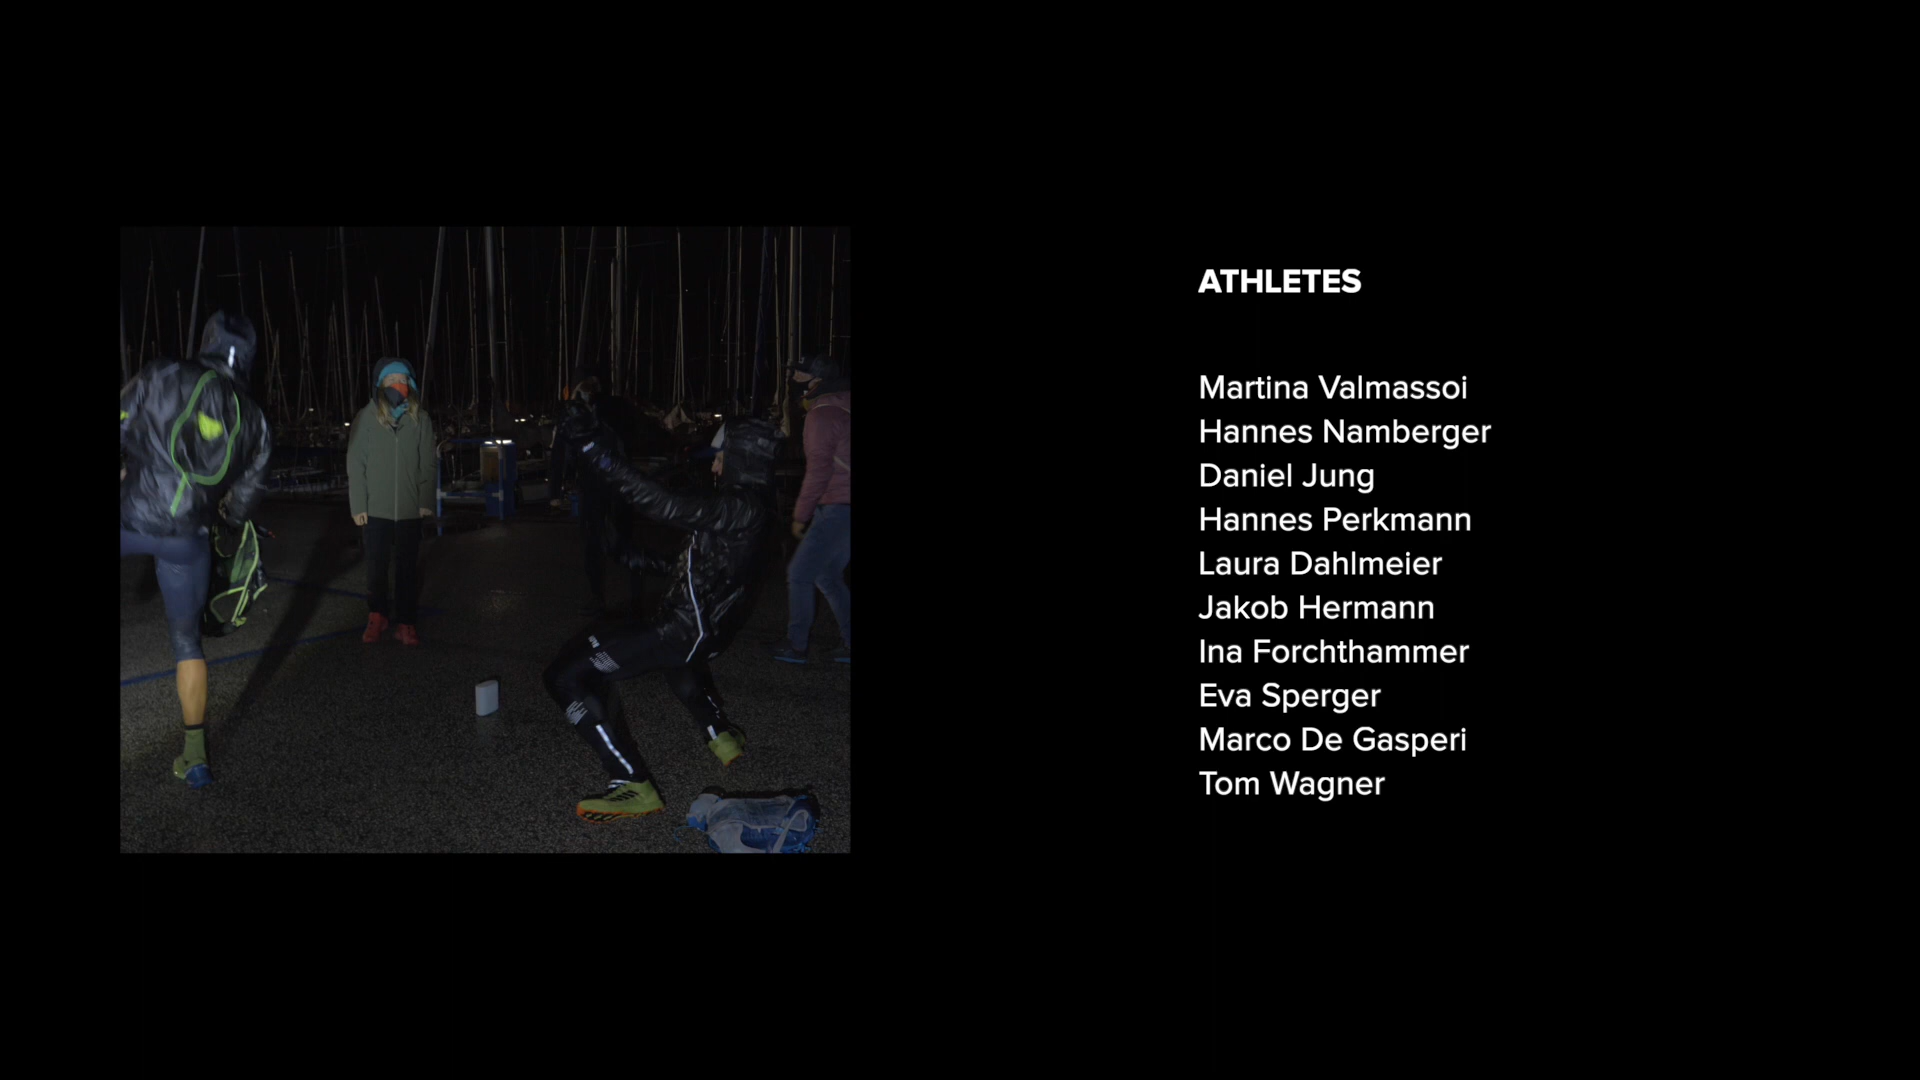 ATHLETES
Martina Valmassoi
Hannes Namberger
Daniel Jung
Hannes Perkmann
Laura Dahlmeier
Jakob Hermann
Ina Forchthammer
Eva Sperger
Marco De Gasperi
Tom Wagner